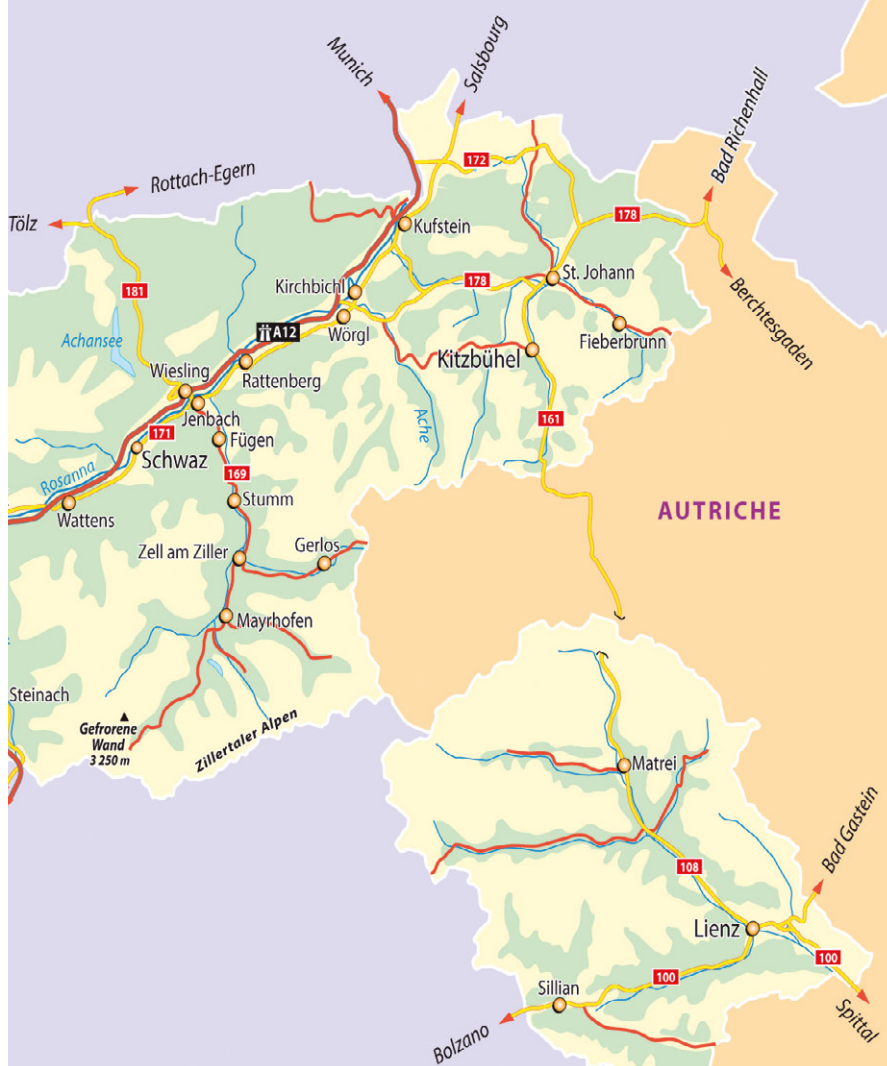 Munich
Salsbourg
Bad Richenhall
Rottach-Egern
172
Tölz
Kufstein
178
St. Johann
Berchtesgaden
Kirchbichl
178
181
A12
Wörgl
Fieberbrunn
Achansee
Kitzbühel
Wiesling
Rattenberg
Jenbach
Ache
161
171
Fügen
Schwaz
169
Rosanna
Stumm
AUTRICHE
Wattens
Gerlos
Zell am Ziller
Mayrhofen
Steinach
Gefrorene
Wand
3 250 m
Zillertaler Alpen
Matrei
Bad Gastein
108
Lienz
100
100
Sillian
Spittal
Bolzano